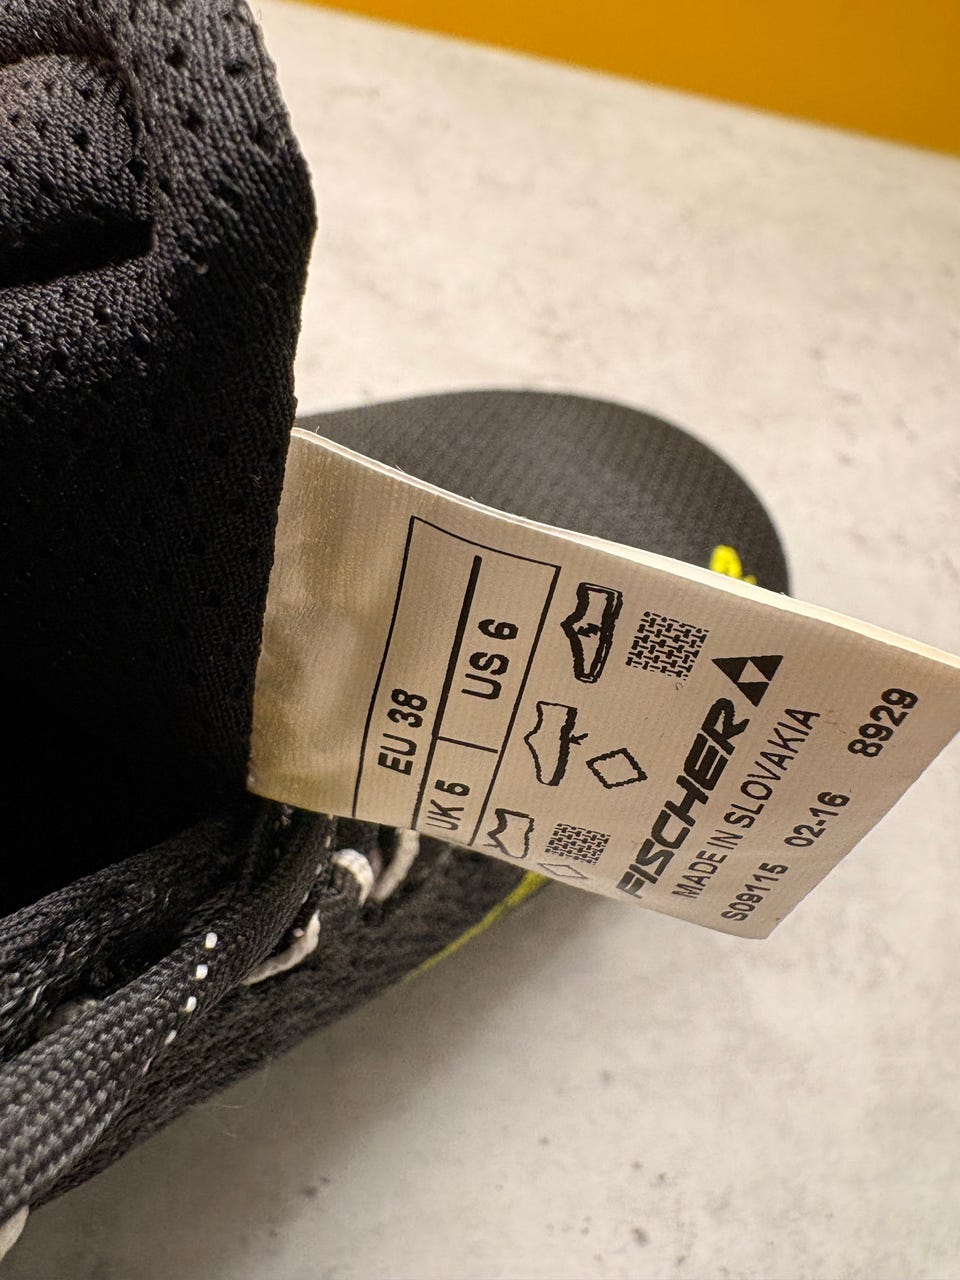 EU 38
UK 5
US 6
FISCHER
MADE IN SLOVAKIA
S09115 02-16 8929